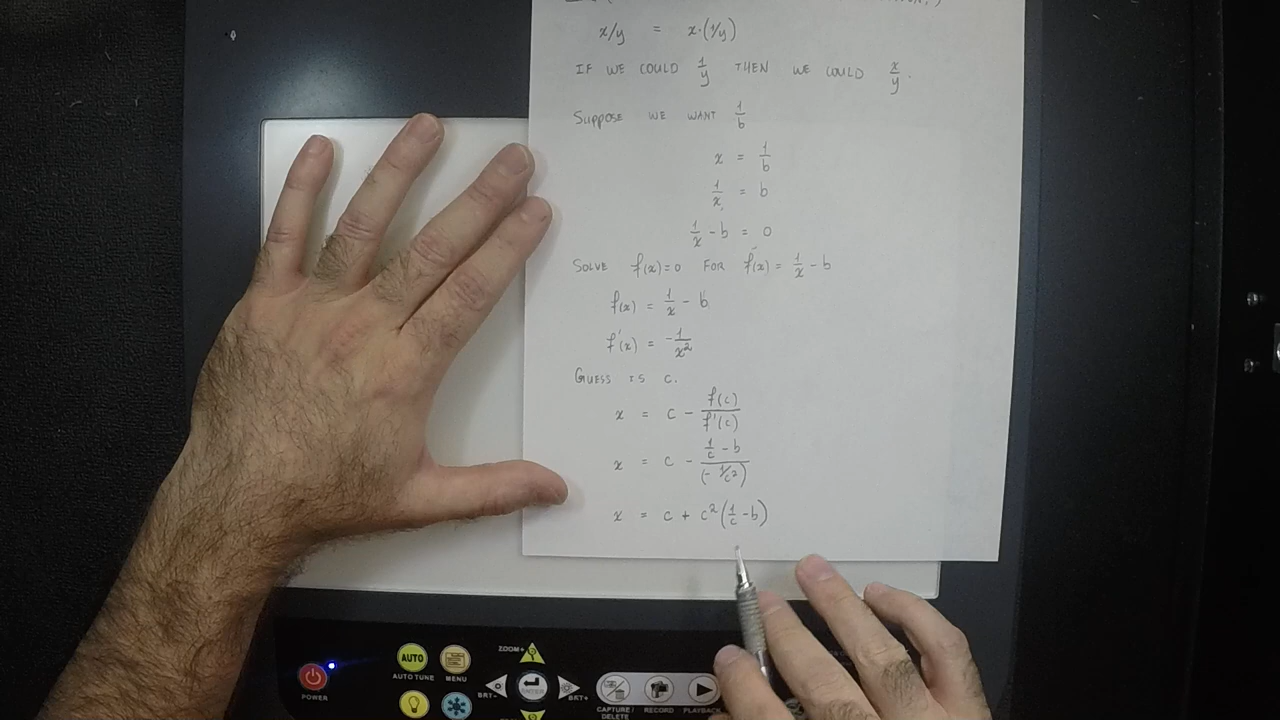 x/y = x·(1/y)
IF WE COULD 1/y THEN WE COULD x/y.
SUPPOSE WE WANT 1/b
x = 1/b
1/x = b
1/x - b = 0
SOLVE f(x)=0 FOR f(x) = 1/x - b
f(x) = 1/x - b
f'(x) = -1/x²
GUESS IS C.
x = c - f(c)/f'(c)
x = c - (1/c - b)/(-1/c²)
x = c + c²(1/c - b)
ZOOM+
AUTO
AUTO TUNE
MENU
POWER
BRT-
ENTER
BRT+
CAPTURE/DELETE
RECORD
PLAYBACK